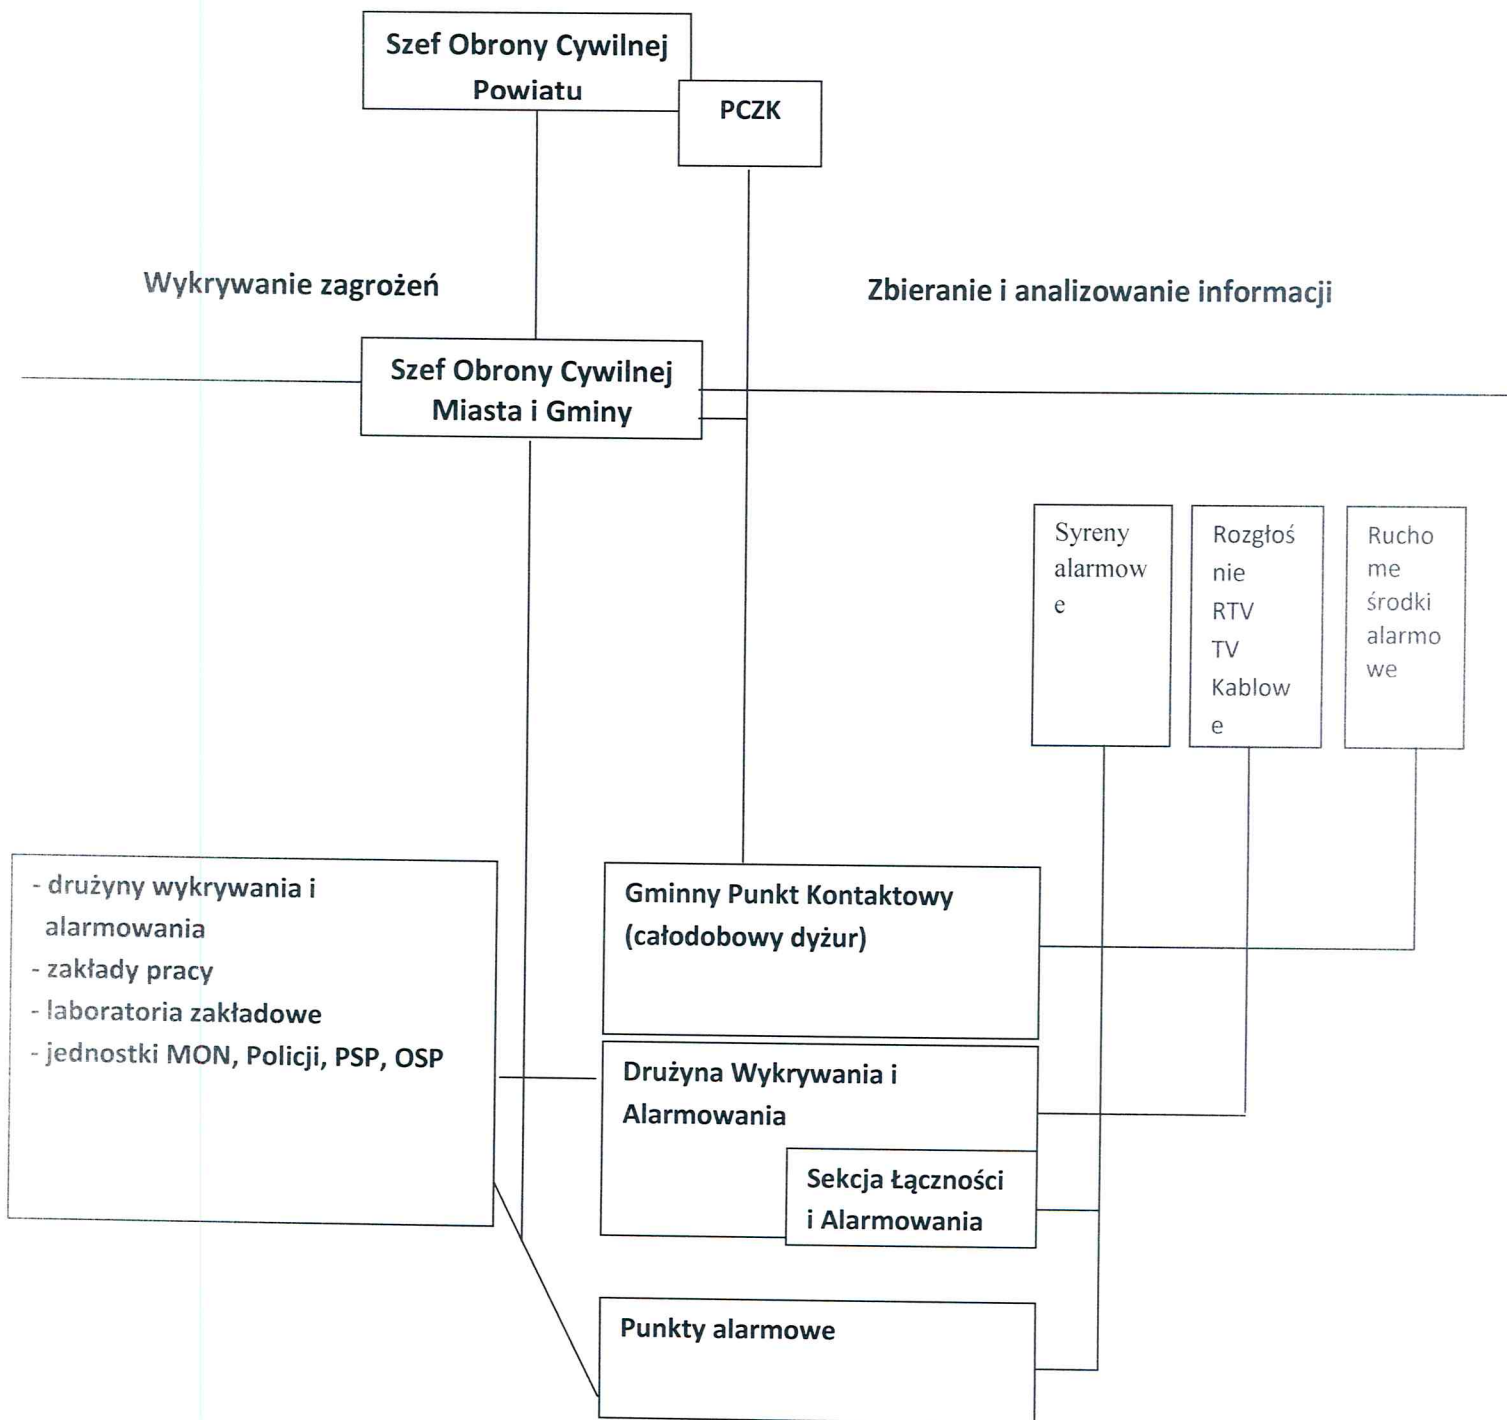 Szef Obrony Cywilnej
Powiatu
PCZK
Wykrywanie zagrożeń
Zbieranie i analizowanie informacji
Szef Obrony Cywilnej
Miasta i Gminy
Syreny
alarmow
e
Rozgłoś
nie
RTV
TV
Kablow
e
Rucho
me
środki
alarmo
we
- drużyny wykrywania i
alarmowania
- zakłady pracy
- laboratoria zakładowe
- jednostki MON, Policji, PSP, OSP
Gminny Punkt Kontaktowy
(całodobowy dyżur)
Drużyna Wykrywania i
Alarmowania
Sekcja Łączności
i Alarmowania
Punkty alarmowe